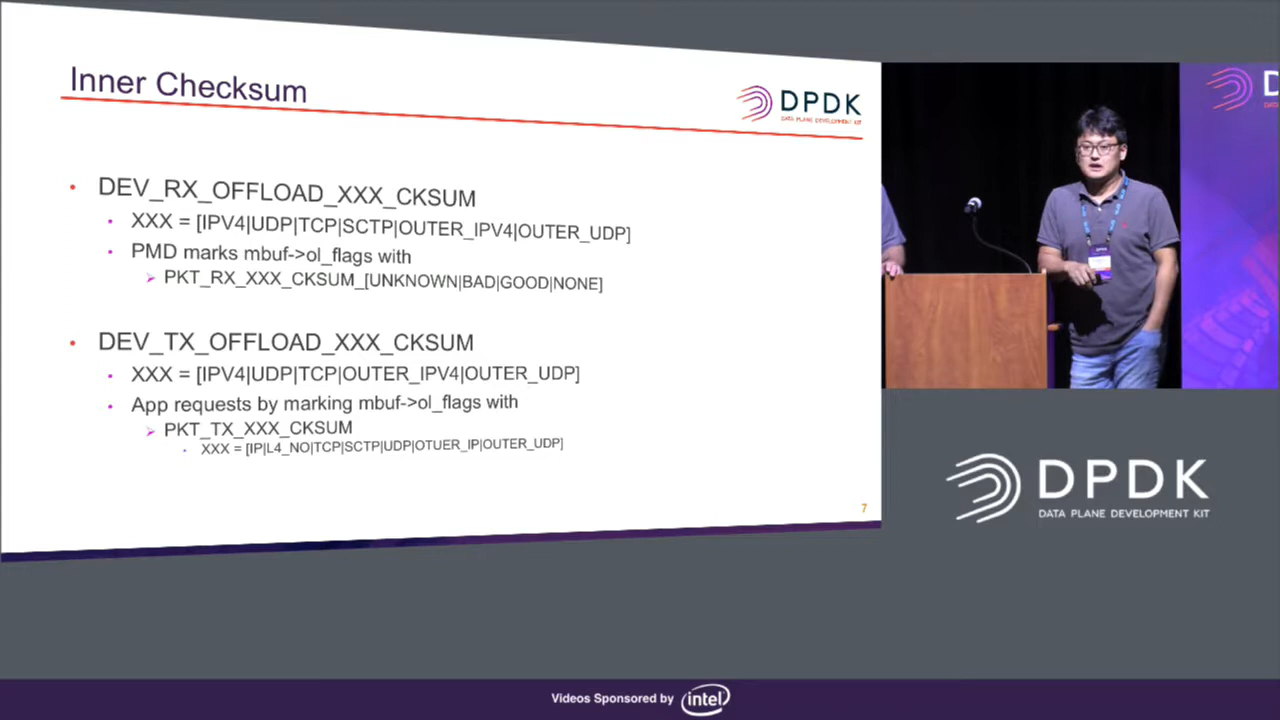 Inner Checksum
DPDK
DATA PLANE DEVELOPMENT KIT
• DEV_RX_OFFLOAD_XXX_CKSUM
• XXX = [IPV4|UDP|TCP|SCTP|OUTER_IPV4|OUTER_UDP]
• PMD marks mbuf->ol_flags with
➢ PKT_RX_XXX_CKSUM_[UNKNOWN|BAD|GOOD|NONE]
• DEV_TX_OFFLOAD_XXX_CKSUM
• XXX = [IPV4|UDP|TCP|OUTER_IPV4|OUTER_UDP]
• App requests by marking mbuf->ol_flags with
➢ PKT_TX_XXX_CKSUM
• XXX = [IP|L4_NO|TCP|SCTP|UDP|OTUER_IP|OUTER_UDP]
7
D
DPDK
DATA PLANE DEVELOPMENT KIT
Videos Sponsored by intel